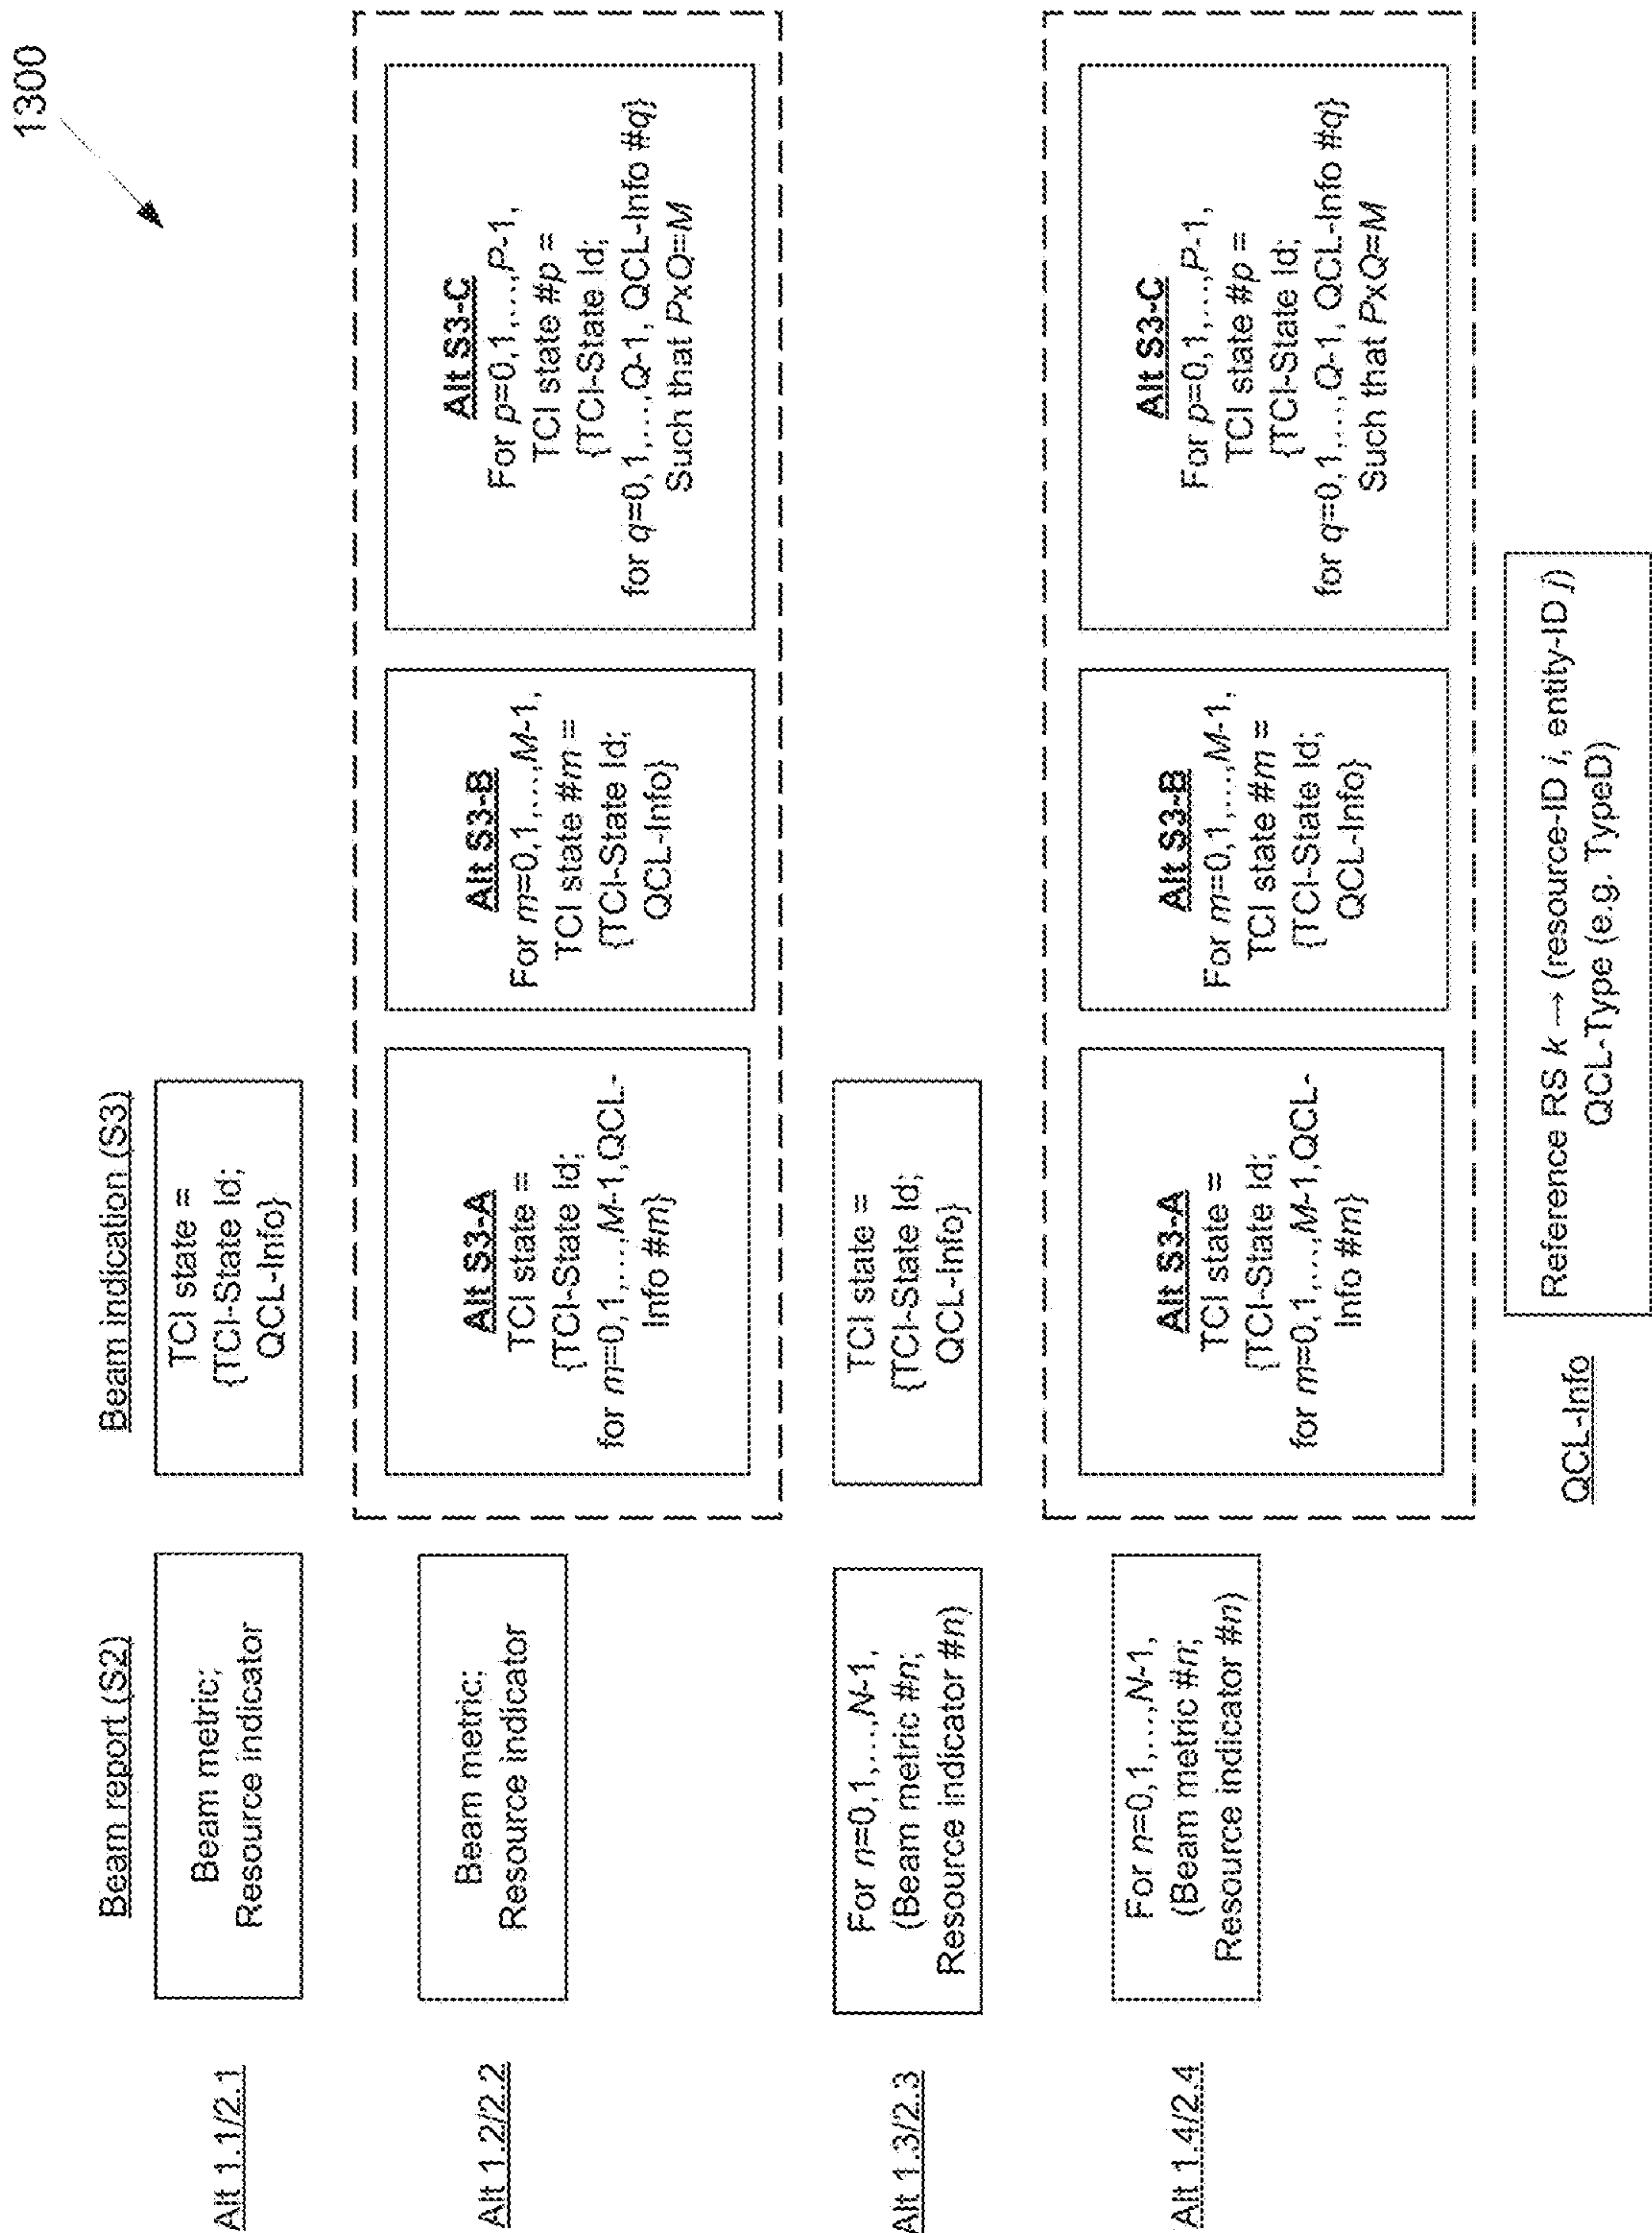 1300
Beam report (S2)
Beam indication (S3)
Alt 1.1/2.1
Beam metric;
Resource indicator
TCI state =
{TCI-State Id;
QCL-Info}
Alt 1.2/2.2
Beam metric;
Resource indicator
Alt S3-A
TCI state =
{TCI-State Id;
for m=0,1,…,M-1,QCL-
Info #m}
Alt S3-B
For m=0,1,…,M-1,
TCI state #m =
{TCI-State Id;
QCL-Info}
Alt S3-C
For p=0,1,…,P-1,
TCI state #p =
{TCI-State Id;
for q=0,1,…,Q-1, QCL-Info #q}
Such that PxQ=M
Alt 1.3/2.3
For n=0,1,…,N-1,
(Beam metric #n;
Resource indicator #n)
TCI state =
{TCI-State Id;
QCL-Info}
Alt 1.4/2.4
For n=0,1,…,N-1,
(Beam metric #n;
Resource indicator #n)
Alt S3-A
TCI state =
{TCI-State Id;
for m=0,1,…,M-1,QCL-
Info #m}
Alt S3-B
For m=0,1,…,M-1,
TCI state #m =
{TCI-State Id;
QCL-Info}
Alt S3-C
For p=0,1,…,P-1,
TCI state #p =
{TCI-State Id;
for q=0,1,…,Q-1, QCL-Info #q}
Such that PxQ=M
QCL-Info
Reference RS k → (resource-ID i, entity-ID j)
QCL-Type (e.g. TypeD)